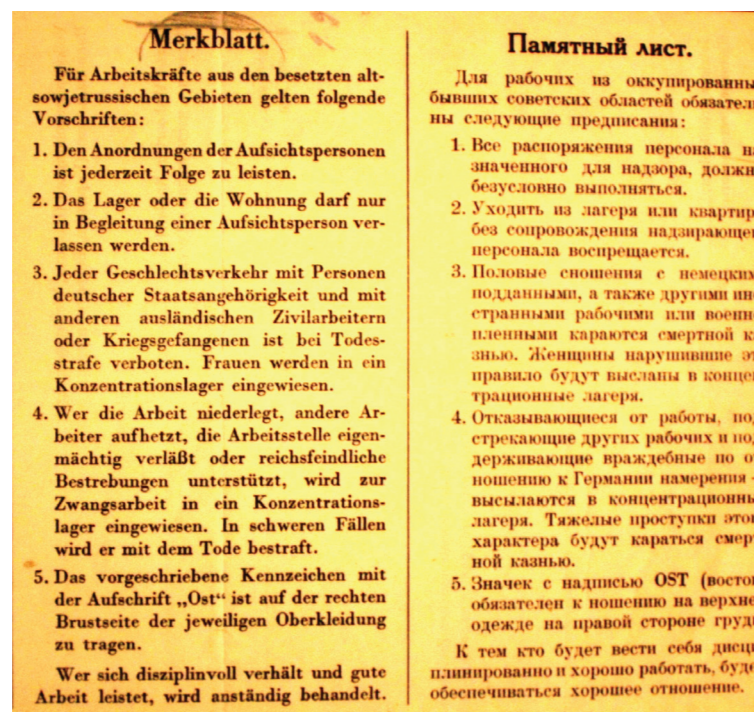 Merkblatt.
Für Arbeitskräfte aus den besetzten alt-
sowjetrussischen Gebieten gelten folgende
Vorschriften:
1. Den Anordnungen der Aufsichtspersonen
ist jederzeit Folge zu leisten.
2. Das Lager oder die Wohnung darf nur
in Begleitung einer Aufsichtsperson ver-
lassen werden.
3. Jeder Geschlechtsverkehr mit Personen
deutscher Staatsangehörigkeit und mit
anderen ausländischen Zivilarbeitern
oder Kriegsgefangenen ist bei Todes-
strafe verboten. Frauen werden in ein
Konzentrationslager eingewiesen.
4. Wer die Arbeit niederlegt, andere Ar-
beiter aufhetzt, die Arbeitsstelle eigen-
mächtig verläßt oder reichsfeindliche
Bestrebungen unterstützt, wird zur
Zwangsarbeit in ein Konzentrations-
lager eingewiesen. In schweren Fällen
wird er mit dem Tode bestraft.
5. Das vorgeschriebene Kennzeichen mit
der Aufschrift „Ost“ ist auf der rechten
Brustseite der jeweiligen Oberkleidung
zu tragen.
Wer sich disziplinvoll verhält und gute
Arbeit leistet, wird anständig behandelt.
Памятный лист.
Для рабочих из оккупированны
бывших советских областей обязател
ны следующие предписания:
1. Все распоряжения персонала н
значенного для надзора, должн
безусловно выполняться.
2. Уходить из лагеря или квартир
без сопровождения надзирающе
персонала воспрещается.
3. Половые сношения с немецких
подданными, а также другими ин
странными рабочими или военн
пленными караются смертной к
знью. Женщины нарушившие эт
правило будут высланы в конце
трационные лагеря.
4. Отказывающиеся от работы, под
стрекающие других рабочих и под
держивающие враждебные по от
ношению к Германии намерения -
высылаются в концентрационны
лагеря. Тяжелые проступки этог
характера будут караться смерт
ной казнью.
5. Значек с надписью OST (восток
обязателен к ношению на верхне
одежде на правой стороне груд
К тем кто будет вести себя дисци
плинированно и хорошо работать, буде
обеспечиваться хорошее отношение.